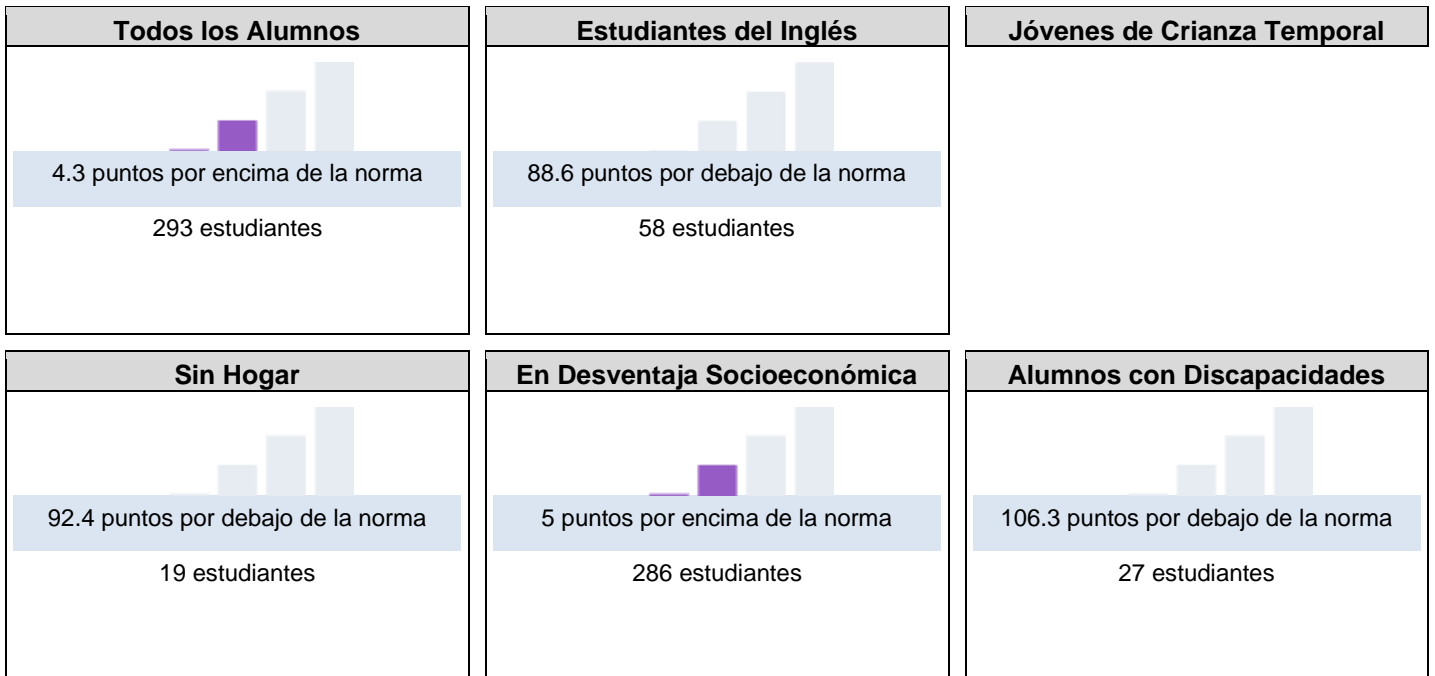 Todos los Alumnos
4.3 puntos por encima de la norma
293 estudiantes
Estudiantes del Inglés
88.6 puntos por debajo de la norma
58 estudiantes
Jóvenes de Crianza Temporal
Sin Hogar
92.4 puntos por debajo de la norma
19 estudiantes
En Desventaja Socioeconómica
5 puntos por encima de la norma
286 estudiantes
Alumnos con Discapacidades
106.3 puntos por debajo de la norma
27 estudiantes